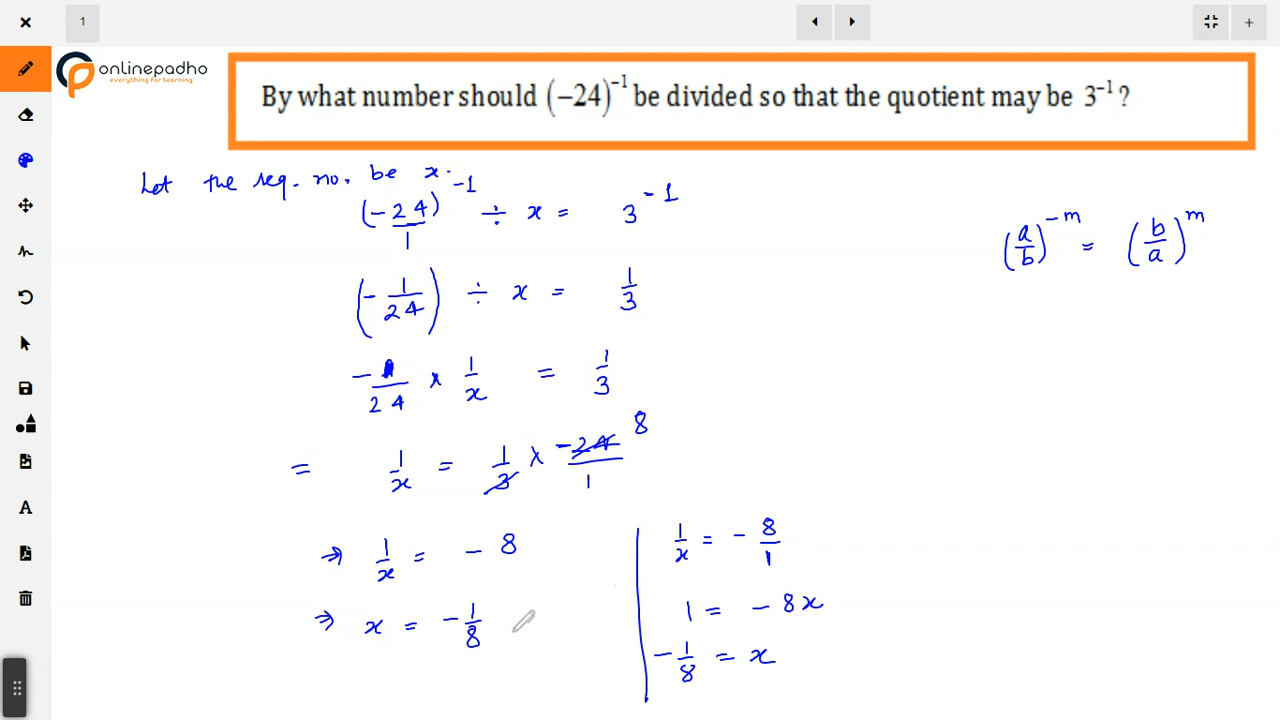 1
onlinepadho
everything for learning
By what number should (−24)⁻¹ be divided so that the quotient may be 3⁻¹ ?
Let the req. no. be x.
(−24/1)⁻¹ ÷ x = 3⁻¹
(a/b)⁻ᵐ = (b/a)ᵐ
(−1/24) ÷ x = 1/3
−1/24 × 1/x = 1/3
= 1/x = 1/3 × −24/1 8
⇒ 1/x = − 8
⇒ x = −1/8
1/x = − 8/1
1 = − 8x
−1/8 = x
A